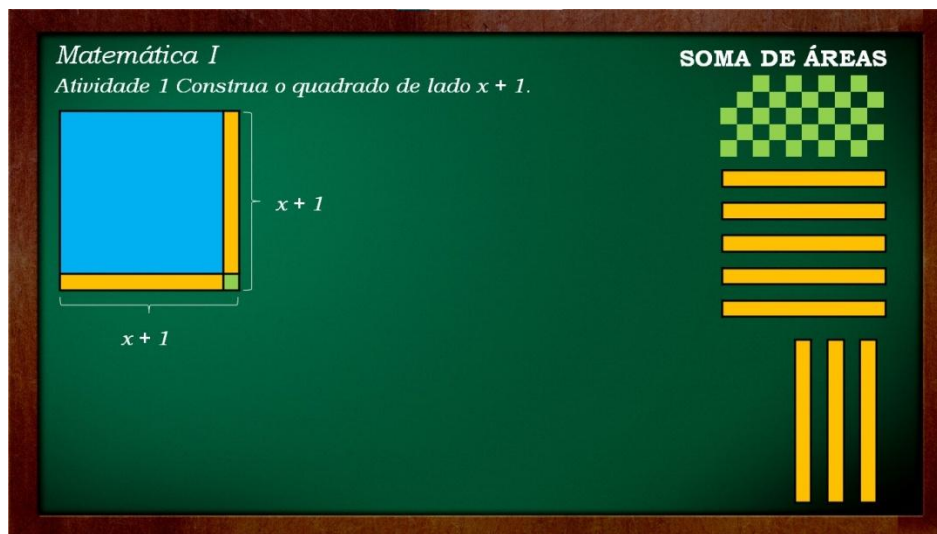 Matemática I
SOMA DE ÁREAS
Atividade 1 Construa o quadrado de lado x + 1.
x + 1
x + 1